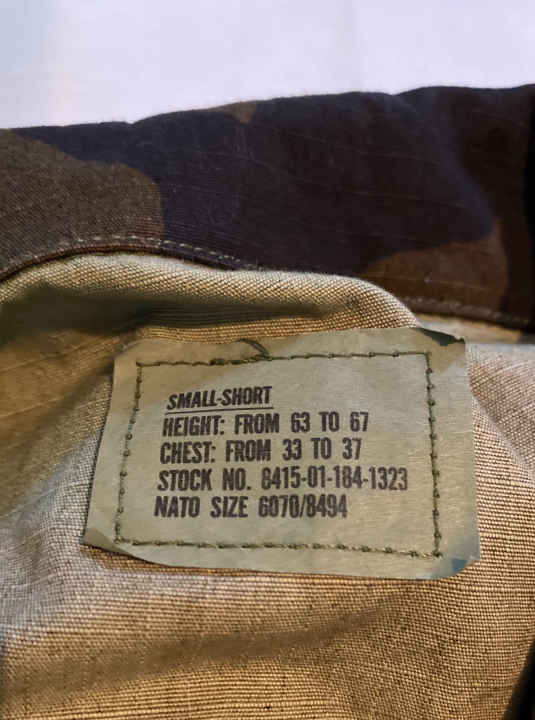 SMALL-SHORT
HEIGHT: FROM 63 TO 67
CHEST: FROM 33 TO 37
STOCK NO. 8415-01-184-1323
NATO SIZE 6070/8494